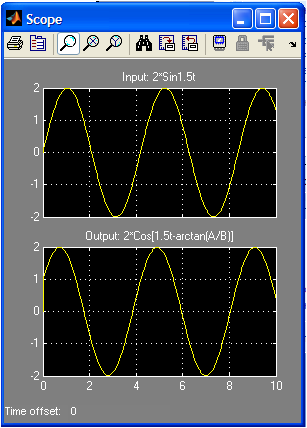 Scope
Input: 2*Sin1.5t
2
1
0
-1
-2
Output: 2*Cos[1.5t-arctan(A/B)]
2
1
0
-1
-2
0 2 4 6 8 10
Time offset: 0